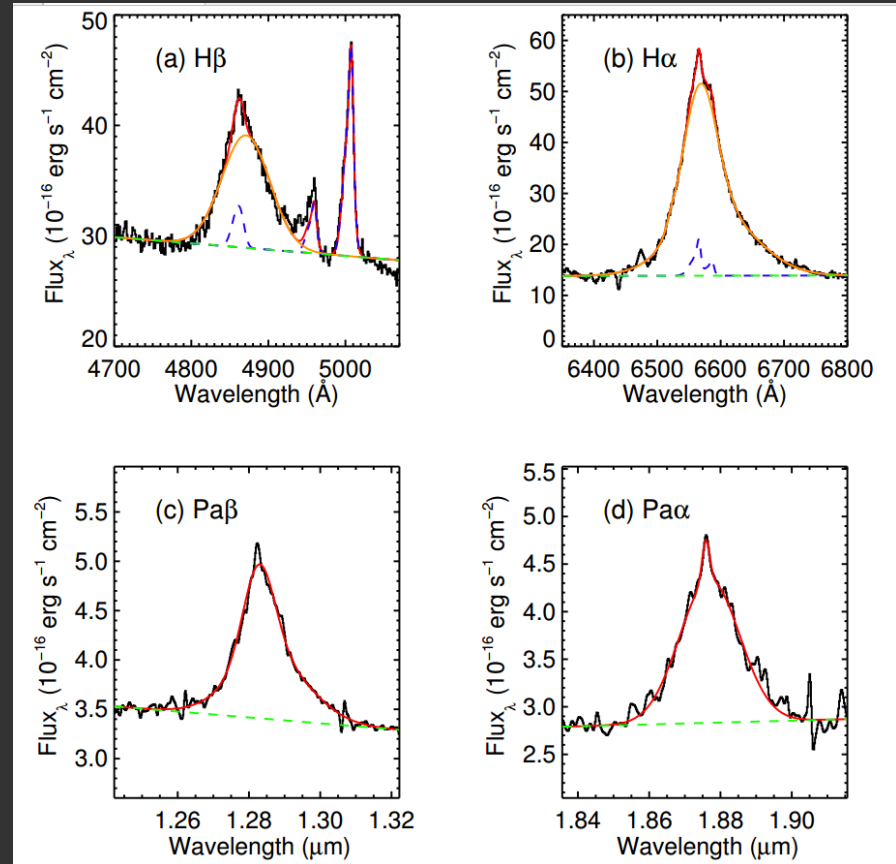 (a) Hβ
Flux_λ (10⁻¹⁶ erg s⁻¹ cm⁻²)
50
40
30
20
4700 4800 4900 5000
Wavelength (Å)
(b) Hα
Flux_λ (10⁻¹⁶ erg s⁻¹ cm⁻²)
60
50
40
30
20
10
0
6400 6500 6600 6700 6800
Wavelength (Å)
(c) Paβ
Flux_λ (10⁻¹⁶ erg s⁻¹ cm⁻²)
5.5
5.0
4.5
4.0
3.5
3.0
1.26 1.28 1.30 1.32
Wavelength (μm)
(d) Paα
Flux_λ (10⁻¹⁶ erg s⁻¹ cm⁻²)
5.5
5.0
4.5
4.0
3.5
3.0
2.5
1.84 1.86 1.88 1.90
Wavelength (μm)